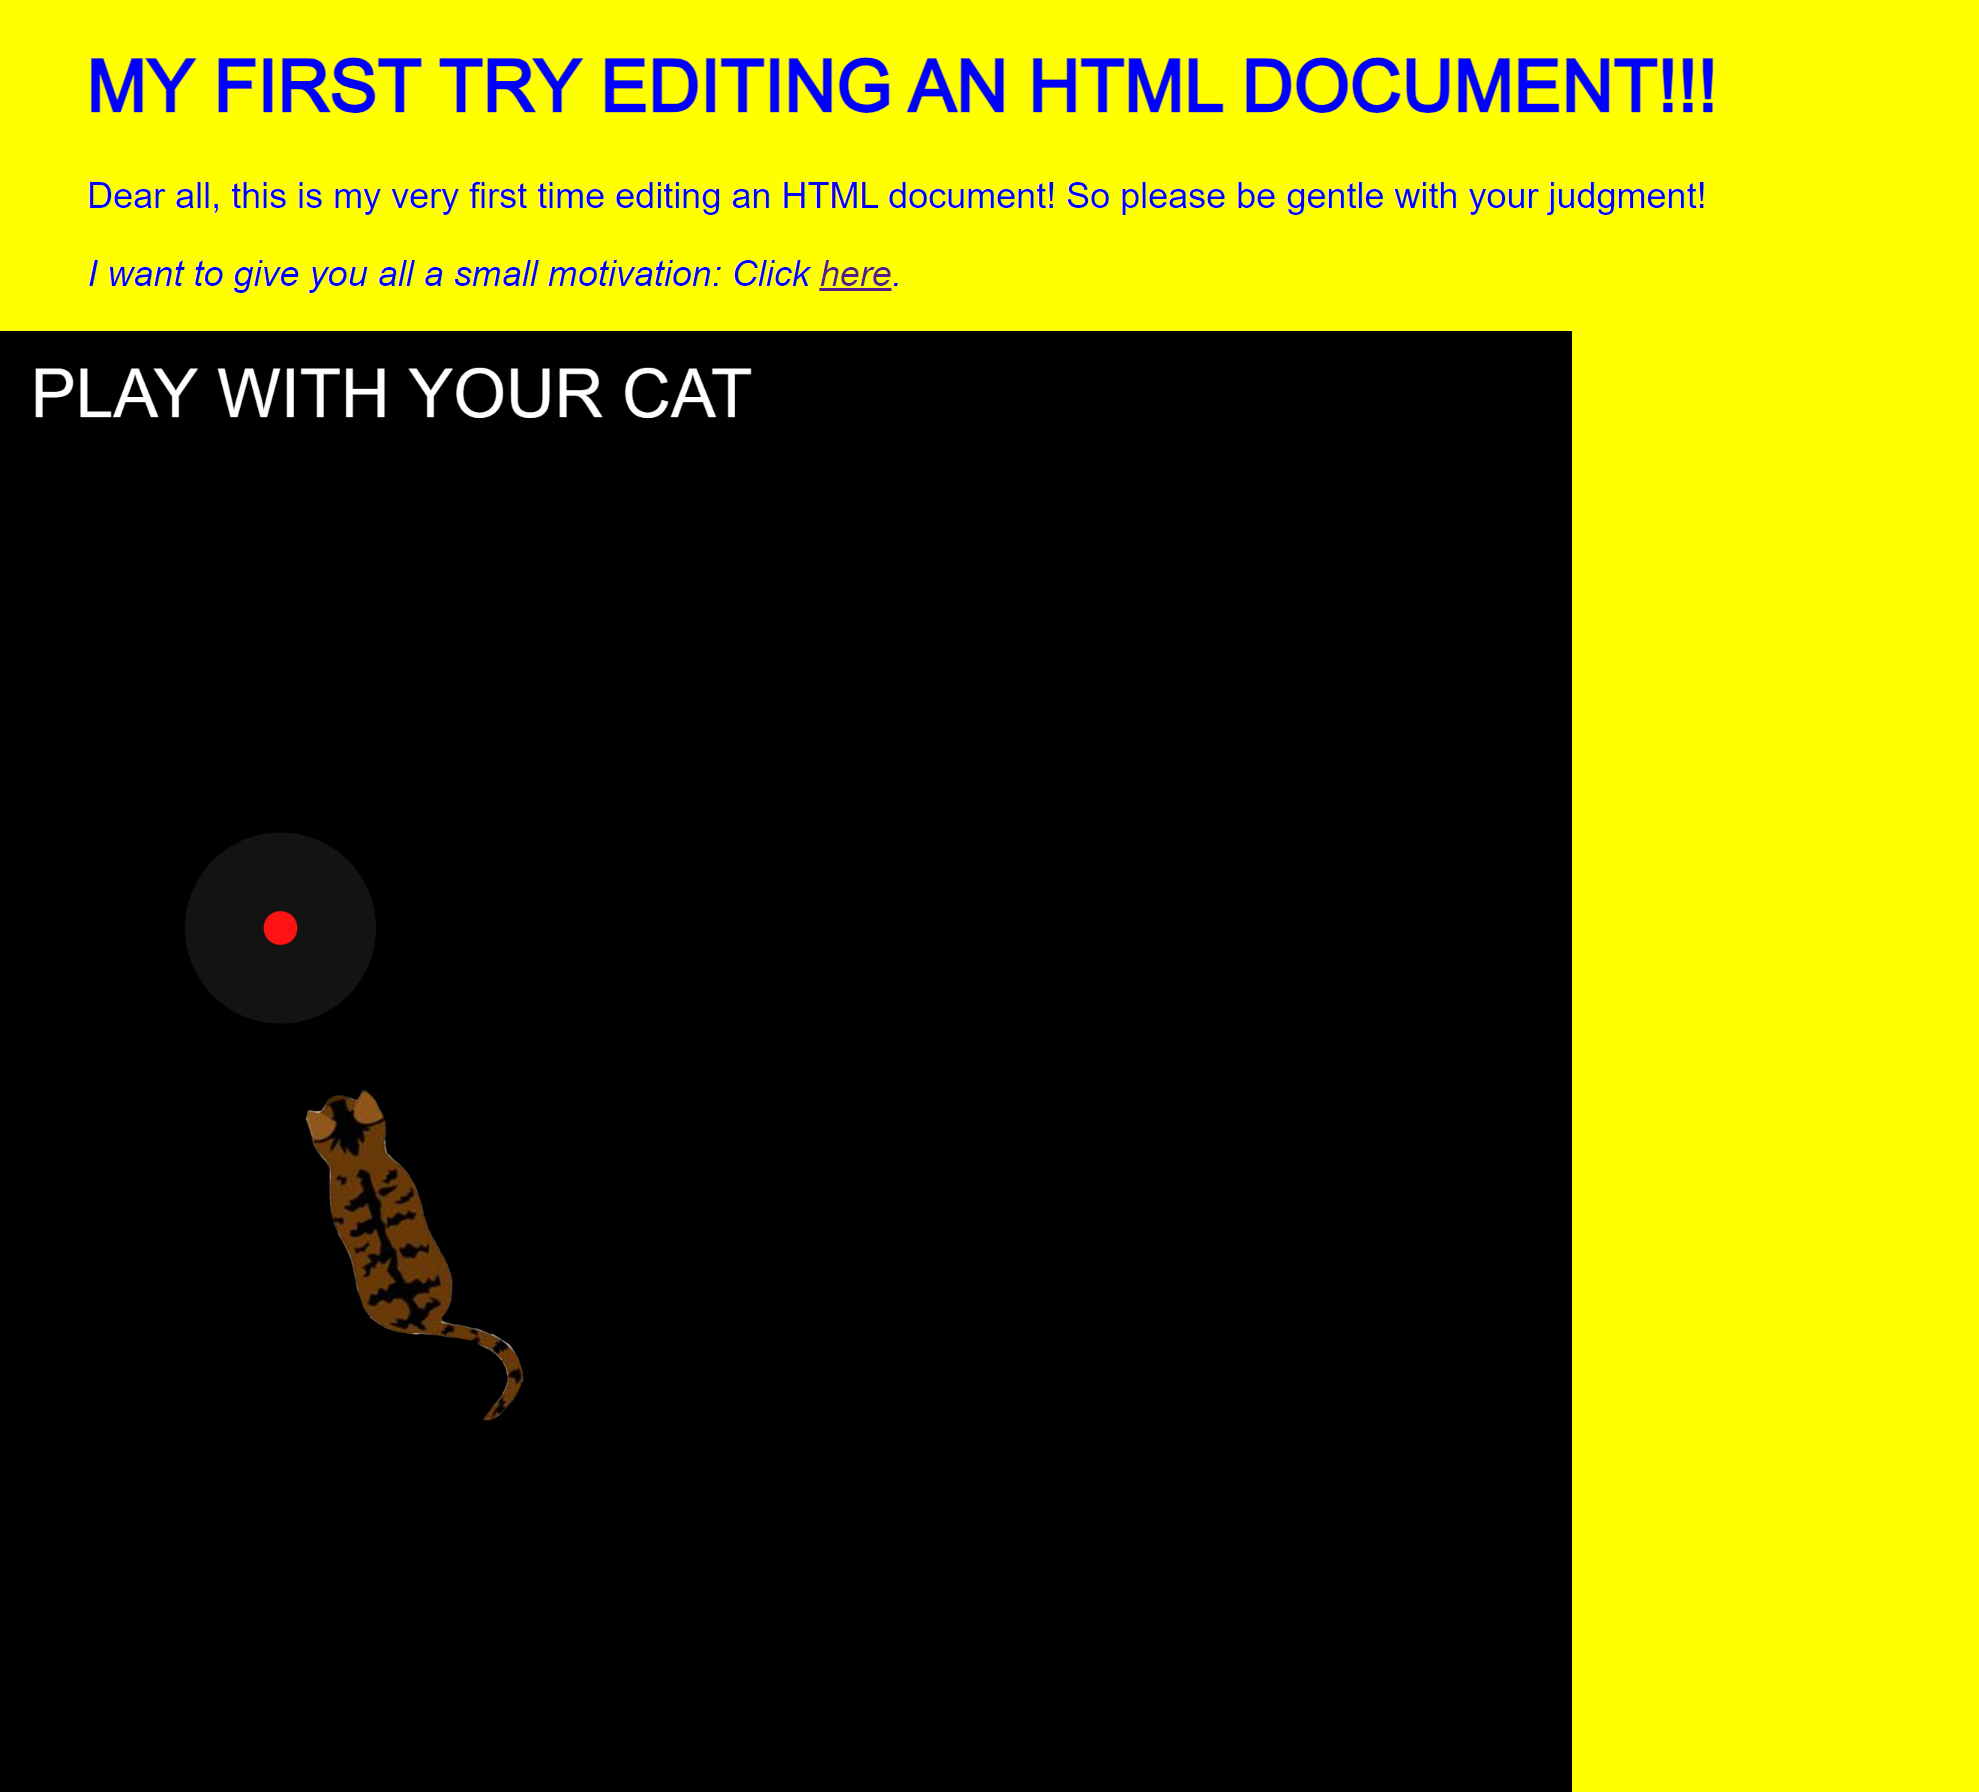 MY FIRST TRY EDITING AN HTML DOCUMENT!!!
Dear all, this is my very first time editing an HTML document! So please be gentle with your judgment!
I want to give you all a small motivation: Click here.
PLAY WITH YOUR CAT